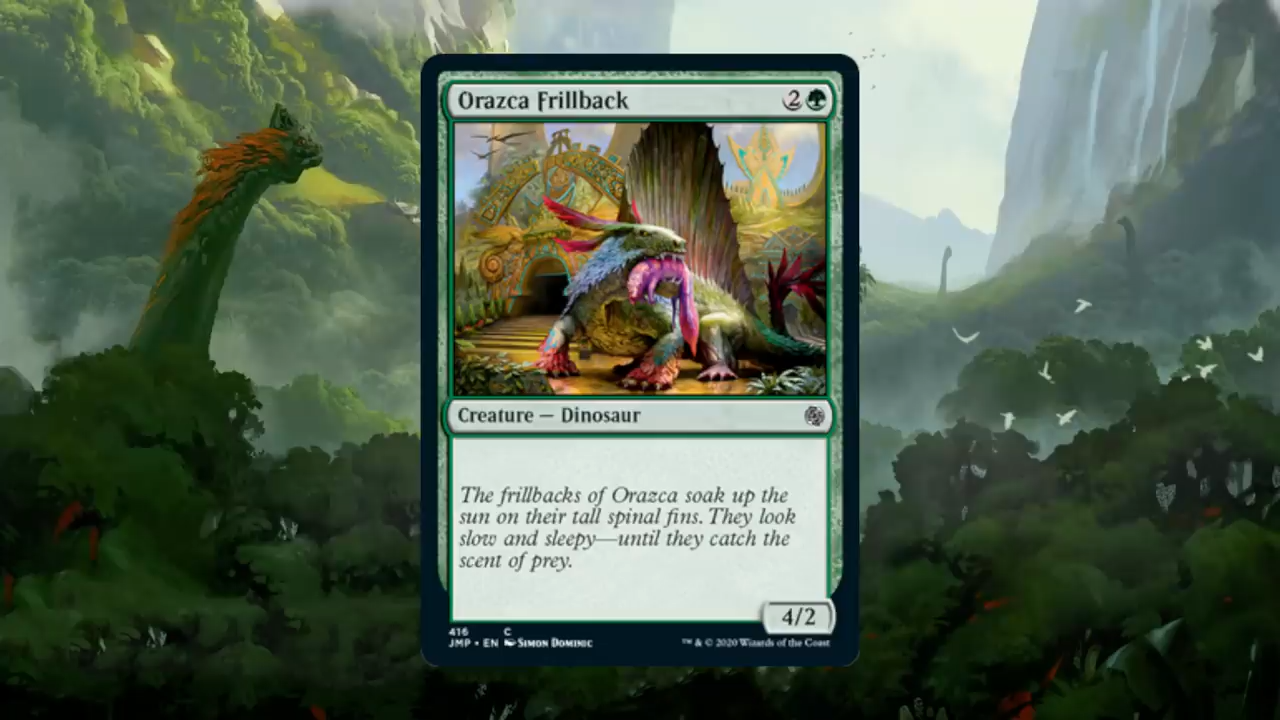 Orazca Frillback 2
Creature — Dinosaur
The frillbacks of Orazca soak up the
sun on their tall spinal fins. They look
slow and sleepy—until they catch the
scent of prey.
4/2
416 C
JMP • EN Simon Dominic
™ & © 2020 Wizards of the Coast